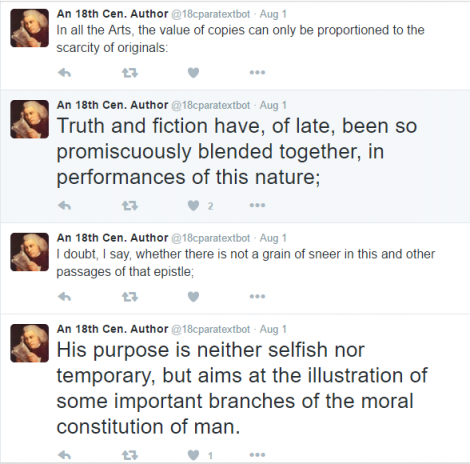 An 18th Cen. Author @18cparatextbot · Aug 1
In all the Arts, the value of copies can only be proportioned to the
scarcity of originals:
An 18th Cen. Author @18cparatextbot · Aug 1
Truth and fiction have, of late, been so
promiscuously blended together, in
performances of this nature;
2
An 18th Cen. Author @18cparatextbot · Aug 1
I doubt, I say, whether there is not a grain of sneer in this and other
passages of that epistle;
An 18th Cen. Author @18cparatextbot · Aug 1
His purpose is neither selfish nor
temporary, but aims at the illustration of
some important branches of the moral
constitution of man.
1